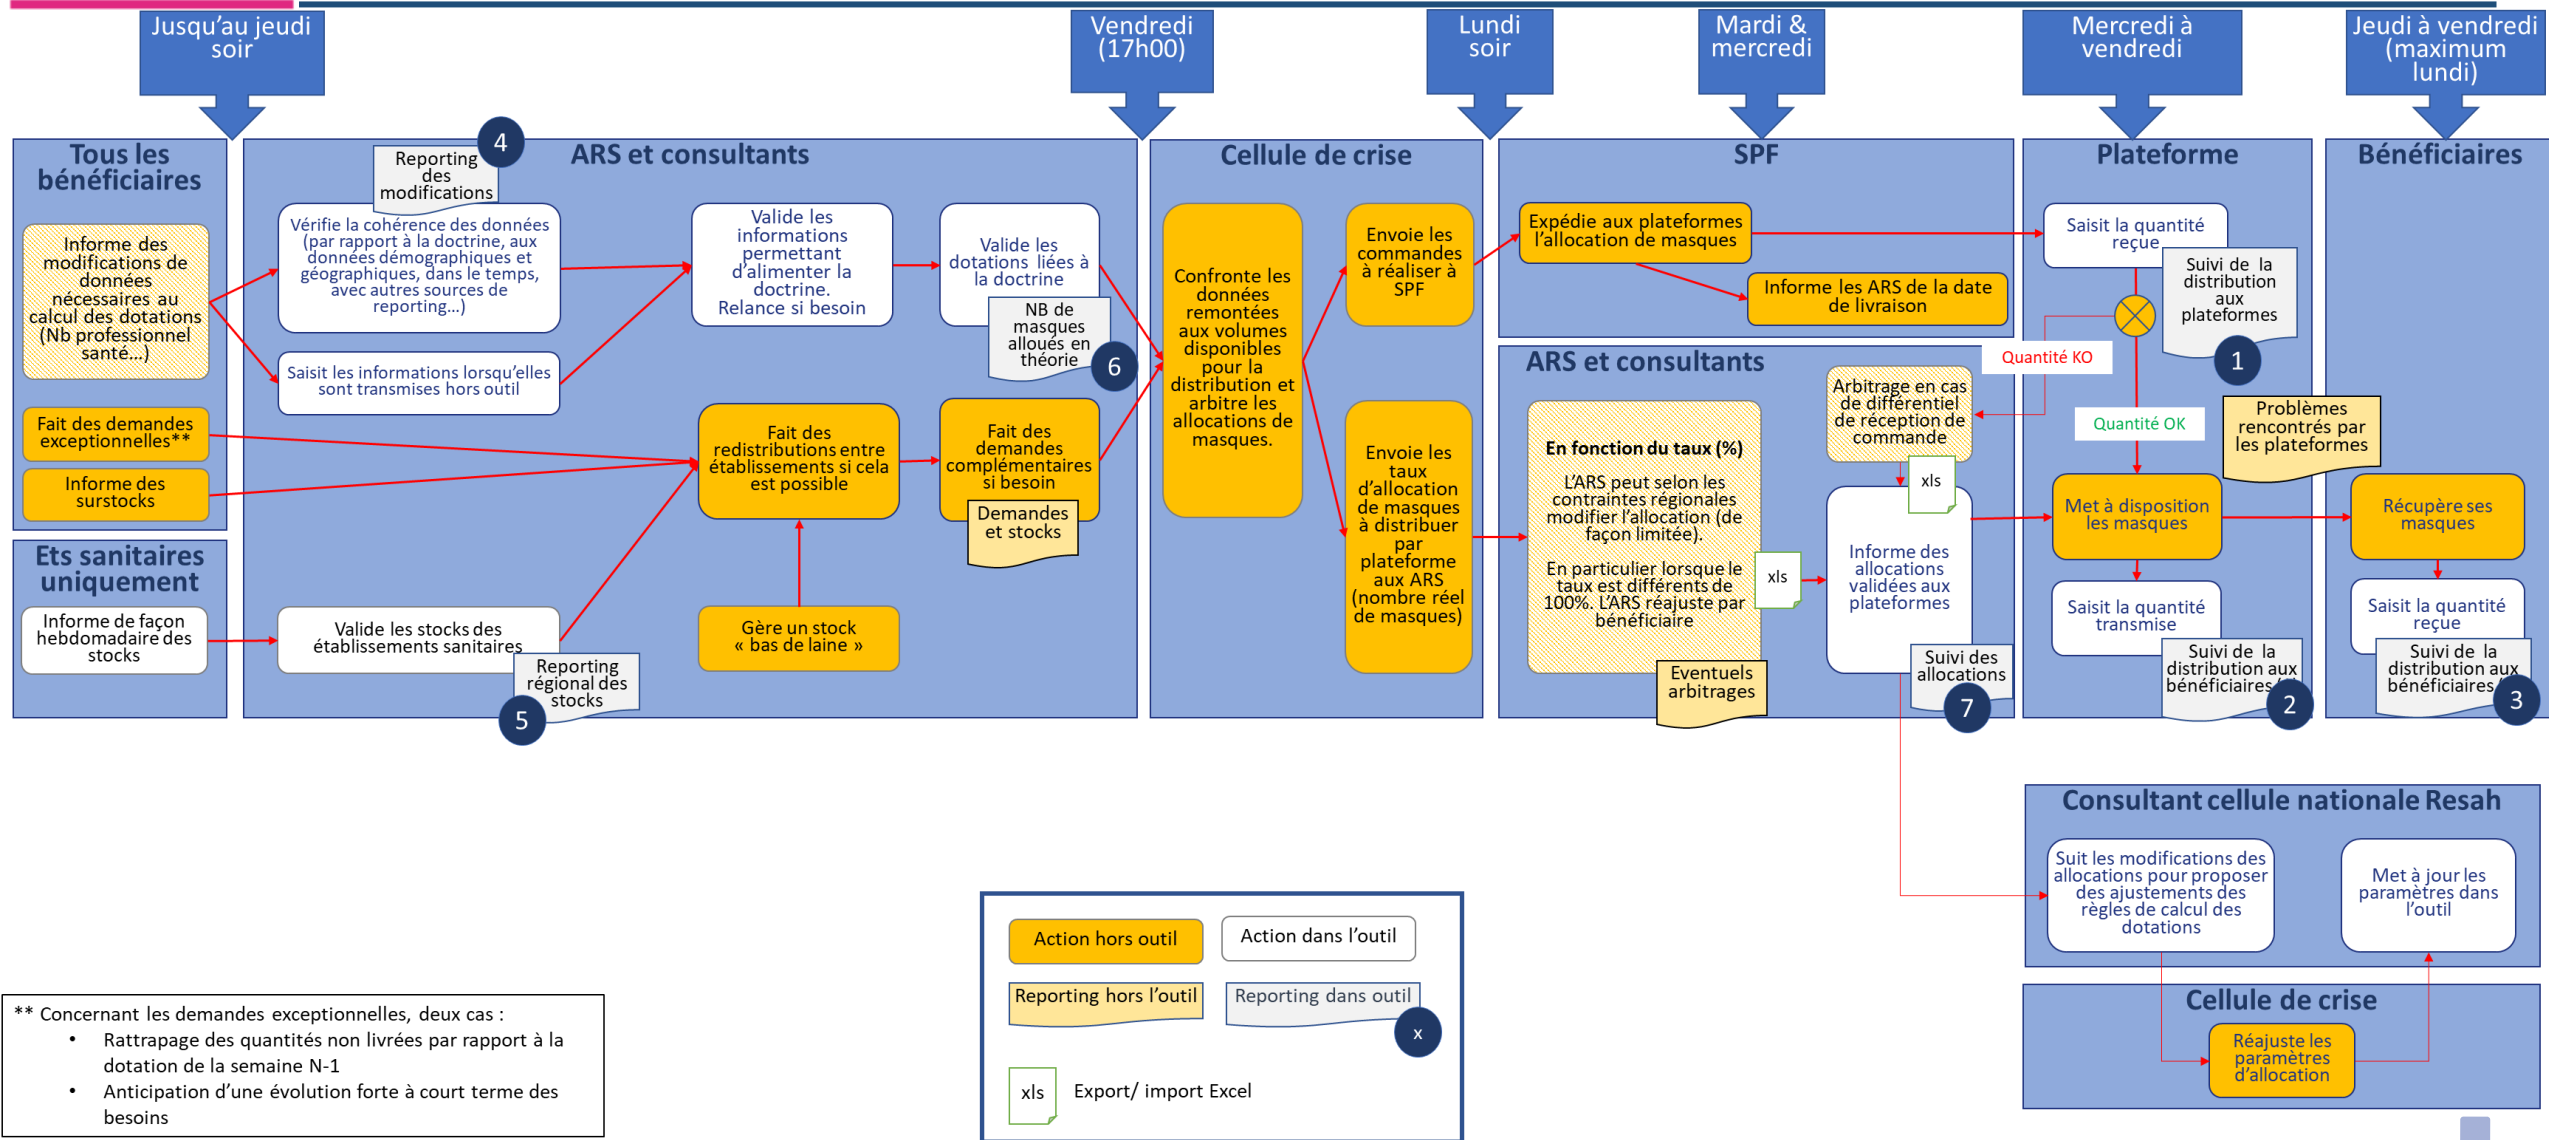 Jusqu'au jeudi
soir
Vendredi
(17h00)
Lundi
soir
Mardi &
mercredi
Mercredi à
vendredi
Jeudi à vendredi
(maximum
lundi)
Tous les
bénéficiaires
Informe des
modifications de
données
nécessaires au
calcul des dotations
(Nb professionnel
santé...)
Fait des demandes
exceptionnelles**
Informe des
surstocks
Ets sanitaires
uniquement
Informe de façon
hebdomadaire des
stocks
ARS et consultants
Reporting
des
modifications
4
Vérifie la cohérence des données
(par rapport à la doctrine, aux
données démographiques et
géographiques, dans le temps,
avec autres sources de
reporting...)
Saisit les informations lorsqu'elles
sont transmises hors outil
Valide les
informations
permettant
d'alimenter la
doctrine.
Relance si besoin
Valide les
dotations liées à
la doctrine
NB de
masques
alloués en
théorie
6
Fait des
redistributions entre
établissements si cela
est possible
Fait des
demandes
complémentaires
si besoin
Demandes
et stocks
Valide les stocks des
établissements sanitaires
Reporting
régional des
stocks
5
Gère un stock
« bas de laine »
Cellule de crise
Confronte les
données
remontées
aux volumes
disponibles
pour la
distribution et
arbitre les
allocations de
masques.
Envoie les
commandes
à réaliser à
SPF
Envoie les
taux
d'allocation
de masques
à distribuer
par
plateforme
aux ARS
(nombre réel
de masques)
SPF
Expédie aux plateformes
l'allocation de masques
Informe les ARS de la date
de livraison
ARS et consultants
En fonction du taux (%)
L'ARS peut selon les
contraintes régionales
modifier l'allocation (de
façon limitée).
En particulier lorsque le
taux est différents de
100%. L'ARS réajuste par
bénéficiaire
Eventuels
arbitrages
xls
Arbitrage en cas
de différentiel
de réception de
commande
xls
Informe des
allocations
validées aux
plateformes
Suivi des
allocations
7
Plateforme
Saisit la quantité
reçue
Suivi de la
distribution
aux
plateformes
1
Quantité KO
Quantité OK
Problèmes
rencontrés par
les plateformes
Met à disposition
les masques
Saisit la quantité
transmise
Suivi de la
distribution aux
bénéficiaires
2
Bénéficiaires
Récupère ses
masques
Saisit la quantité
reçue
Suivi de la
distribution aux
bénéficiaires
3
Consultant cellule nationale Resah
Suit les modifications des
allocations pour proposer
des ajustements des
règles de calcul des
dotations
Met à jour les
paramètres dans
l'outil
Cellule de crise
Réajuste les
paramètres
d'allocation
Action hors outil
Action dans l'outil
Reporting hors l'outil
Reporting dans outil
x
xls
Export/ import Excel
** Concernant les demandes exceptionnelles, deux cas :
• Rattrapage des quantités non livrées par rapport à la
dotation de la semaine N-1
• Anticipation d'une évolution forte à court terme des
besoins